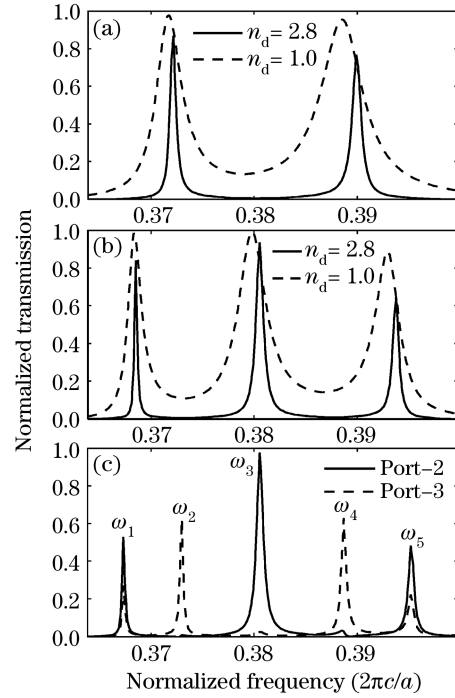 Normalized transmission
(a)
n_d = 2.8
n_d = 1.0
1.0
0.8
0.6
0.4
0.2
0.0
0.37 0.38 0.39
(b)
n_d = 2.8
n_d = 1.0
1.0
0.8
0.6
0.4
0.2
0.0
0.37 0.38 0.39
(c)
Port-2
Port-3
ω₁ ω₂ ω₃ ω₄ ω₅
1.0
0.8
0.6
0.4
0.2
0.0
0.37 0.38 0.39
Normalized frequency (2πc/a)